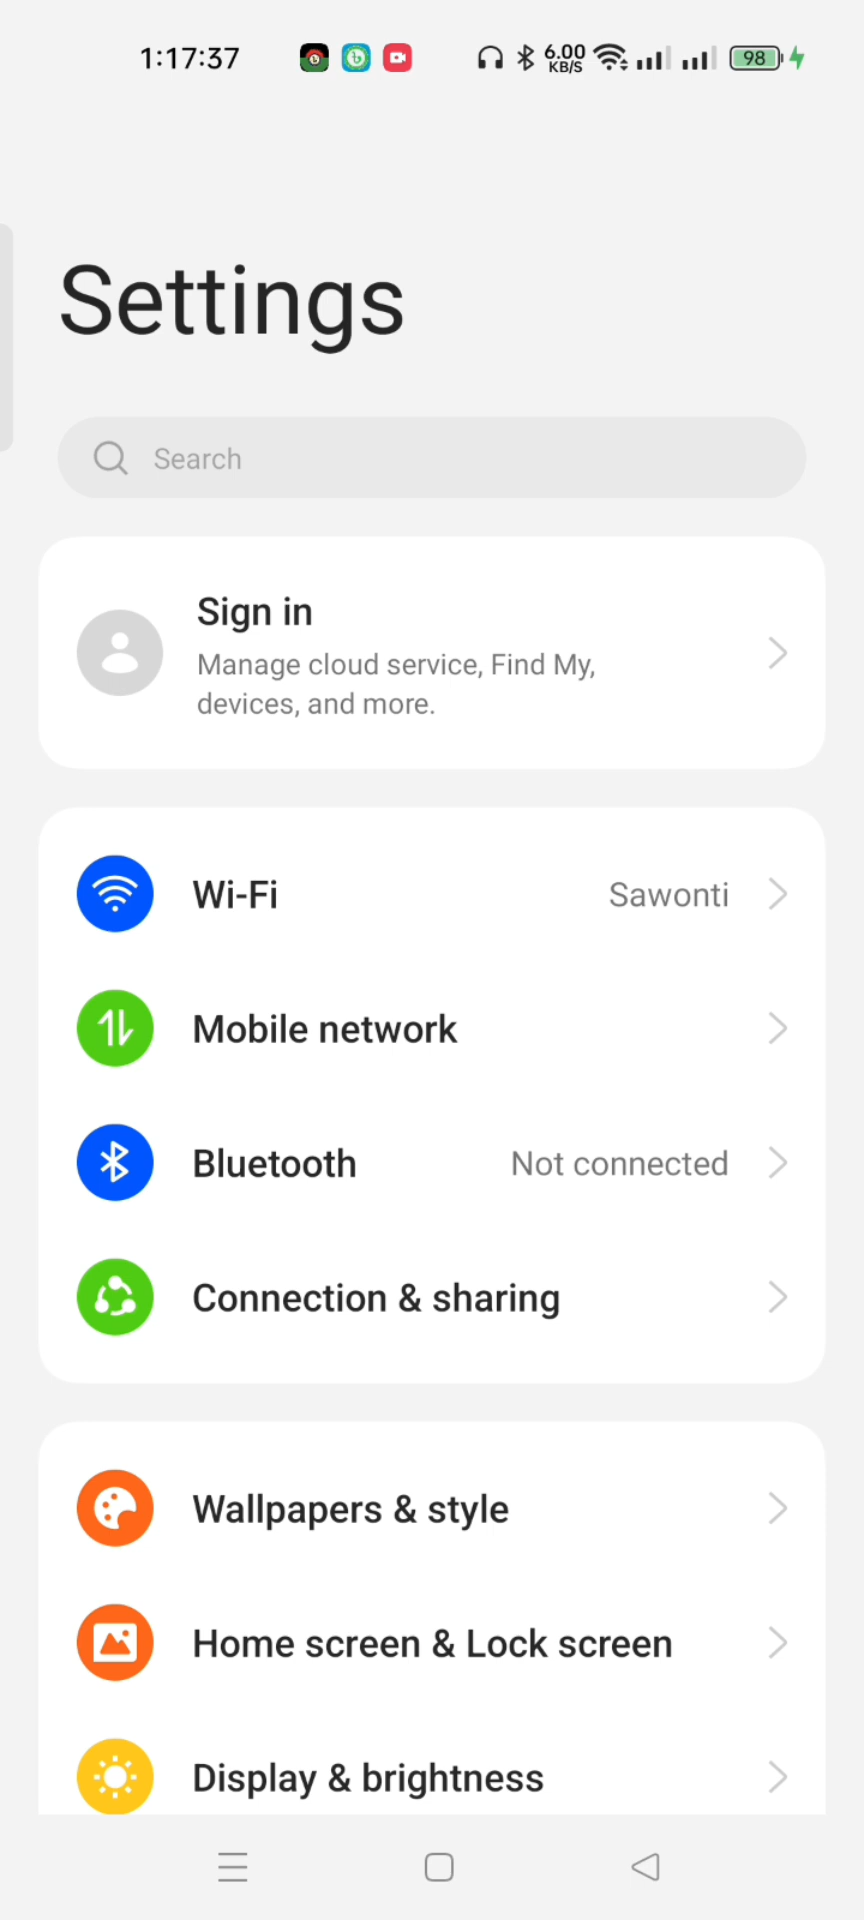 1:17:37 6.00 KB/S 98
Settings
Search
Sign in
Manage cloud service, Find My,
devices, and more.
Wi-Fi Sawonti
Mobile network
Bluetooth Not connected
Connection & sharing
Wallpapers & style
Home screen & Lock screen
Display & brightness